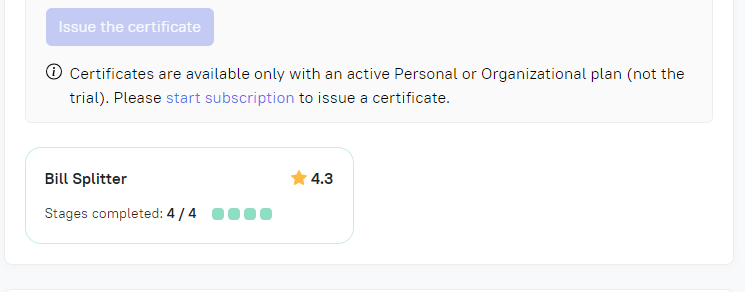 Issue the certificate
Certificates are available only with an active Personal or Organizational plan (not the
trial). Please start subscription to issue a certificate.
Bill Splitter 4.3
Stages completed: 4 / 4